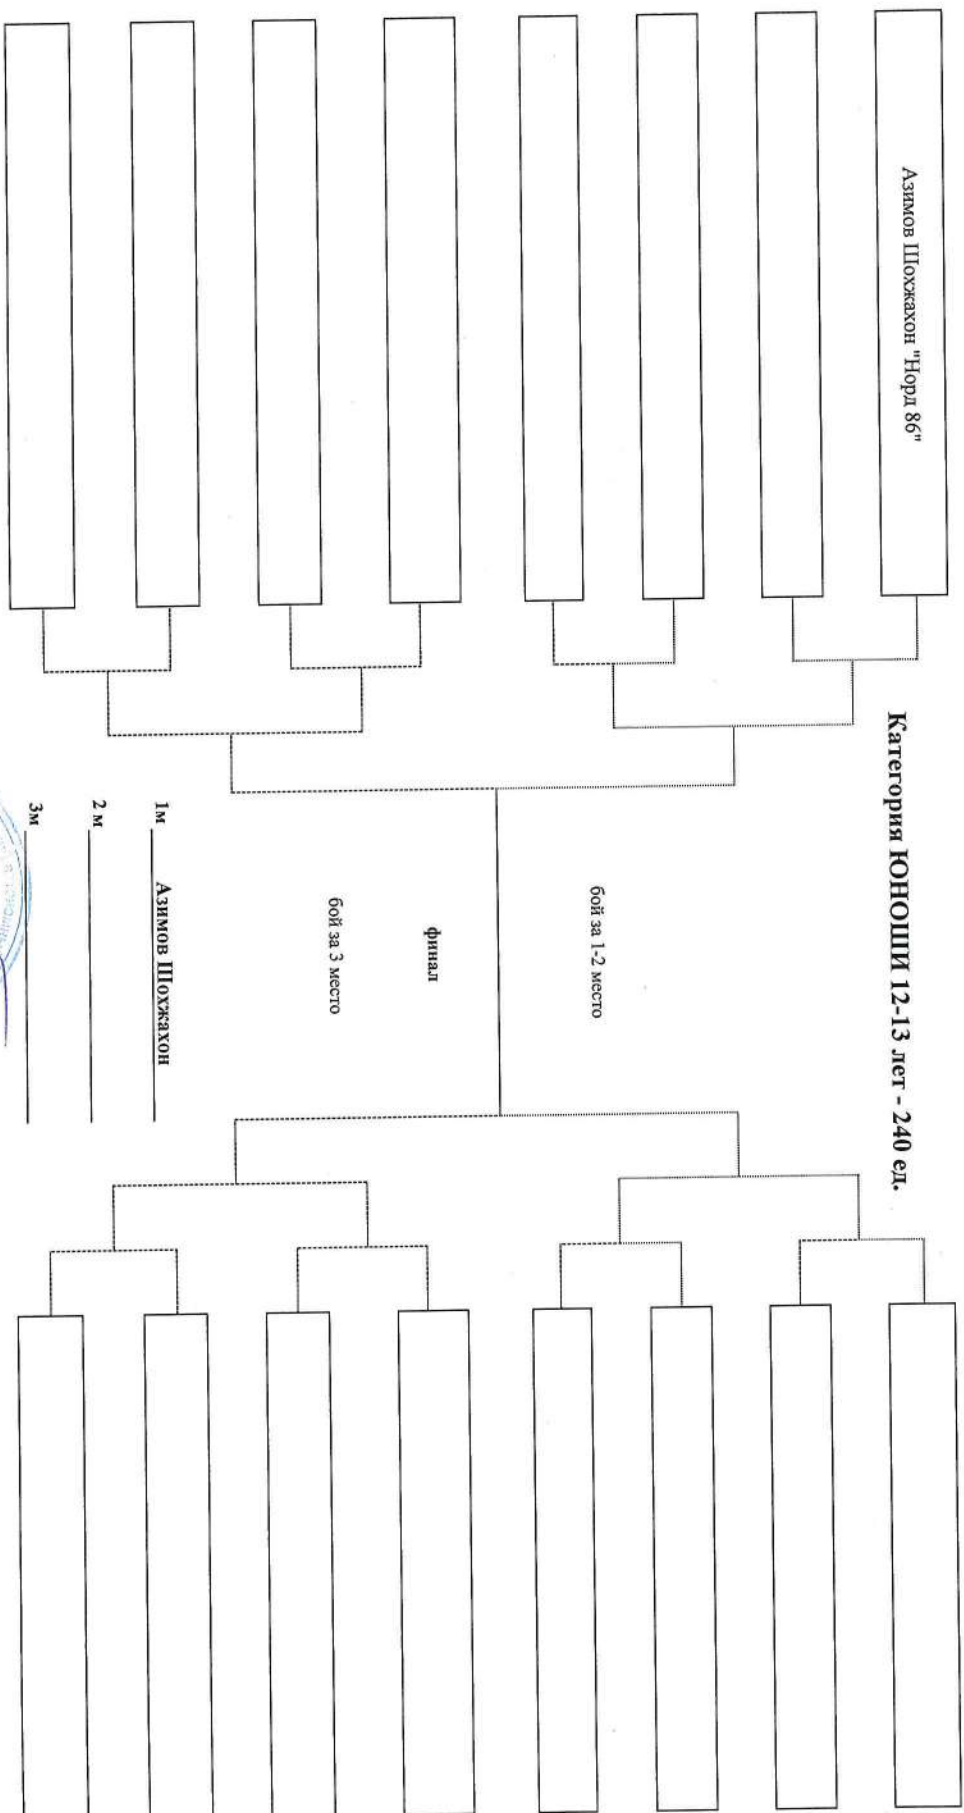 Категория ЮНОШИ 12-13 лет - 240 ед.
Азимов Шохжахон "Норд 86"
бой за 1-2 место
финал
бой за 3 место
1м Азимов Шохжахон
2 м
3м